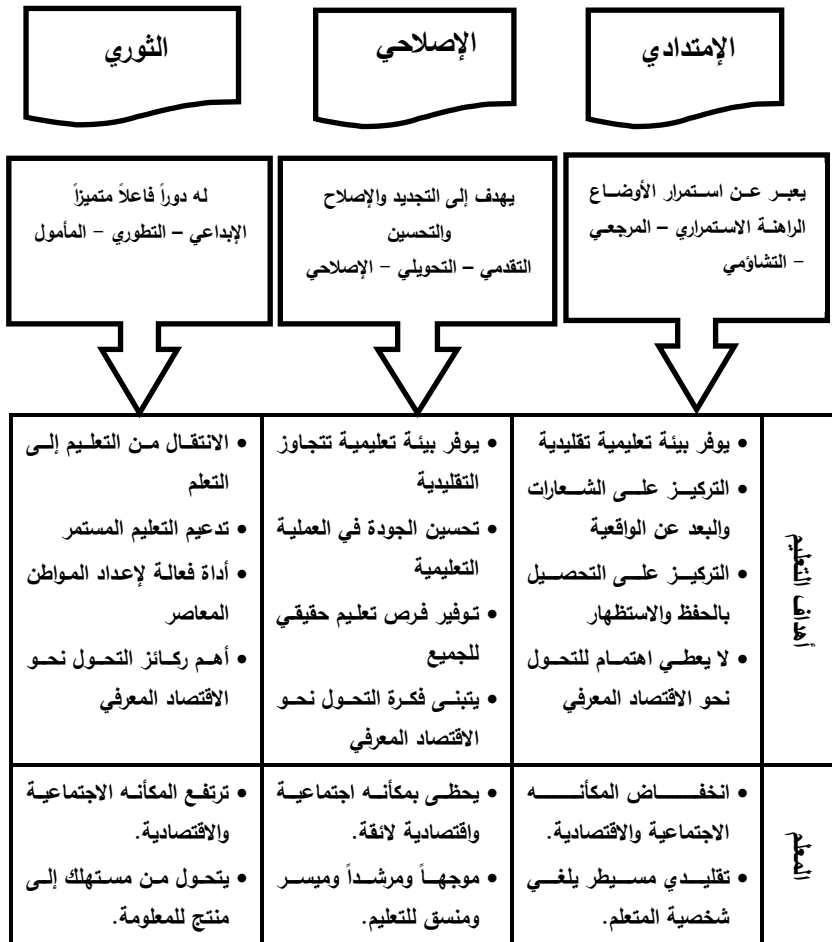 الإمتدادي
الإصلاحي
الثوري
يعبر عن استمرار الأوضاع
الراهنة الاستمراري – المرجعي
– التشاؤمي
يهدف إلى التجديد والإصلاح
والتحسين
التقدمي – التحويلي – الإصلاحي
له دوراً فاعلاً متميزاً
الإبداعي – التطوري – المأمول
أهداف التعليم
• يوفر بيئة تعليمية تقليدية
• التركيز على الشعارات
والبعد عن الواقعية
• التركيز على التحصيل
بالحفظ والاستظهار
• لا يعطي اهتمام للتحول
نحو الاقتصاد المعرفي
• يوفر بيئة تعليمية تتجاوز
التقليدية
• تحسين الجودة في العملية
التعليمية
• توفير فرص تعليم حقيقي
للجميع
• يتبنى فكرة التحول نحو
الاقتصاد المعرفي
• الانتقال من التعليم إلى
التعلم
• تدعيم التعليم المستمر
• أداة فعالة لإعداد المواطن
المعاصر
• أهم ركائز التحول نحو
الاقتصاد المعرفي
المعلم
• انخفاض المكأنه
الاجتماعية والاقتصادية.
• تقليدي مسيطر يلغي
شخصية المتعلم.
• يحظى بمكأنه اجتماعية
واقتصادية لائقة.
• موجهاً ومرشداً وميسر
ومنسق للتعليم.
• ترتفع المكأنه الاجتماعية
والاقتصادية.
• يتحول من مستهلك إلى
منتج للمعلومة.